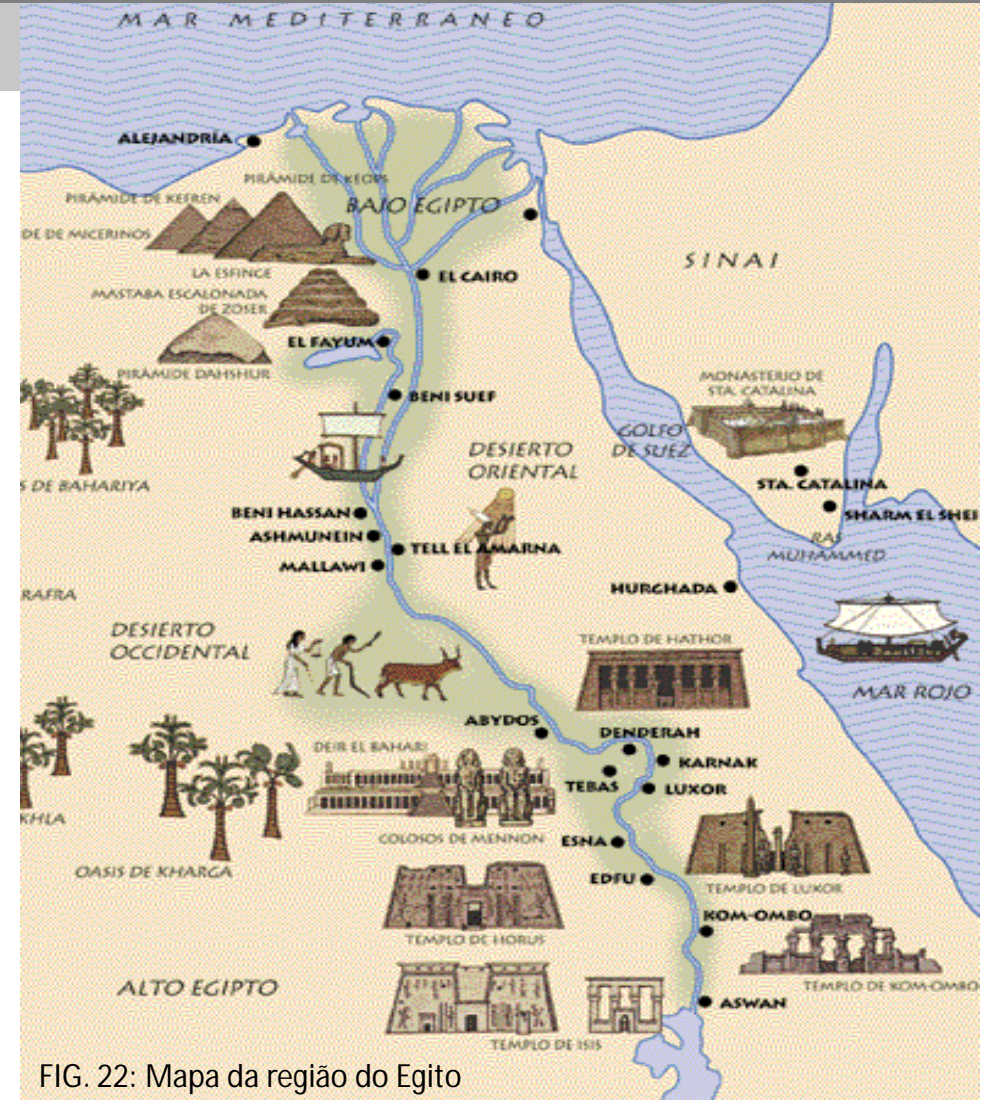 MAR MEDITERRANEO
ALEJANDRÍA
PIRÁMIDE DE KEOPS
PIRÁMIDE DE KEFREN
BAJO EGIPTO
DE DE MICERINOS
SINAI
LA ESFINGE
EL CAIRO
MASTABA ESCALONADA
DE ZOSER
EL FAYUM
PIRÁMIDE DAHSHUR
MONASTERIO DE
STA. CATALINA
BENI SUEF
GOLFO
DE SUEZ
DESIERTO
ORIENTAL
S DE BAHARIYA
STA. CATALINA
BENI HASSAN
SHARM EL SHEI
ASHMUNEIN
RAS
MUHAMMED
TELL EL AMARNA
MALLAWI
HURGHADA
RAFRA
DESIERTO
OCCIDENTAL
TEMPLO DE HATHOR
MAR ROJO
ABYDOS
DENDERAH
DEIR EL BAHARI
KARNAK
TEBAS
LUXOR
KHLA
COLOSOS DE MENNON
ESNA
OASIS DE KHARGA
EDFU
TEMPLO DE LUXOR
KOM-OMBO
TEMPLO DE HORUS
TEMPLO DE KOM-OMBO
ALTO EGIPTO
ASWAN
TEMPLO DE ISIS
FIG. 22: Mapa da região do Egito